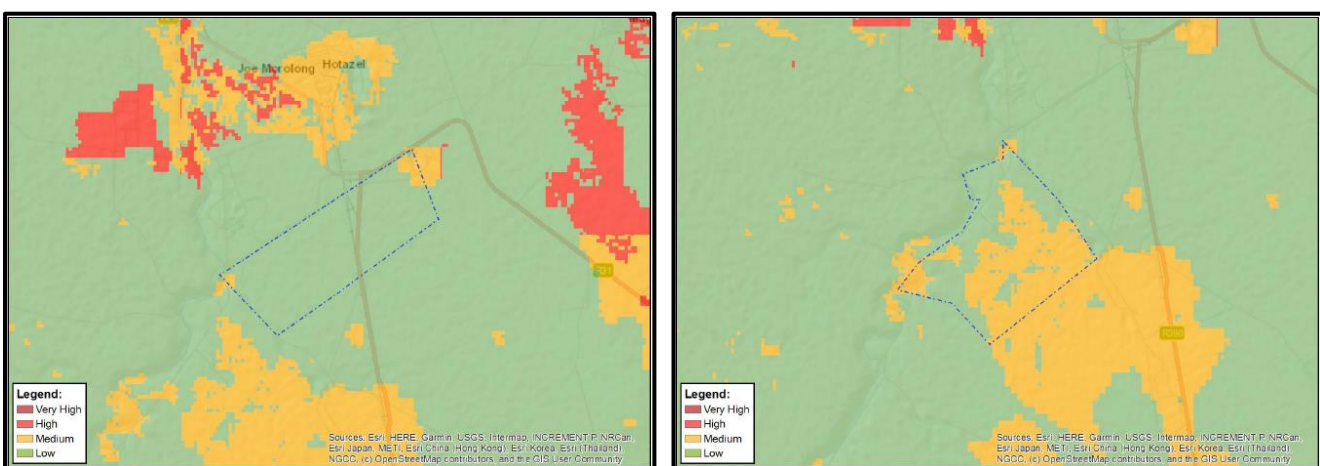 Joe Morolong Hotazel
R31
Legend:
Very High
High
Medium
Low
Sources: Esri, HERE, Garmin, USGS, Intermap, INCREMENT P, NRCan,
Esri Japan, METI, Esri China (Hong Kong), Esri Korea, Esri (Thailand),
NGCC, (c) OpenStreetMap contributors, and the GIS User Community
R380
Legend:
Very High
High
Medium
Low
Sources: Esri, HERE, Garmin, USGS, Intermap, INCREMENT P, NRCan,
Esri Japan, METI, Esri China (Hong Kong), Esri Korea, Esri (Thailand),
NGCC, (c) OpenStreetMap contributors, and the GIS User Community